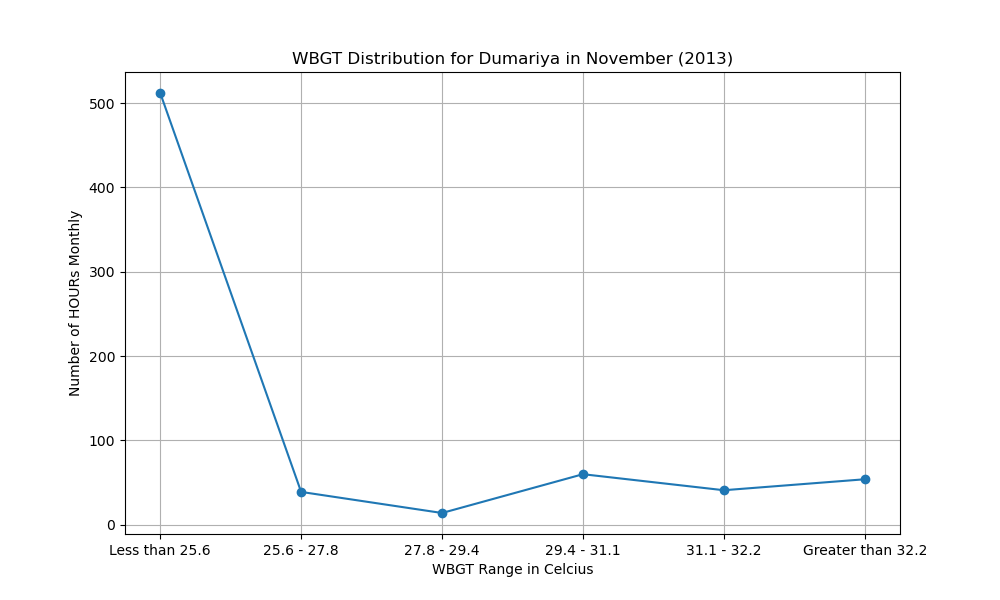 WBGT Distribution for Dumariya in November (2013)
Number of HOURs Monthly
500
400
300
200
100
0
Less than 25.6
25.6 - 27.8
27.8 - 29.4
29.4 - 31.1
31.1 - 32.2
Greater than 32.2
WBGT Range in Celcius